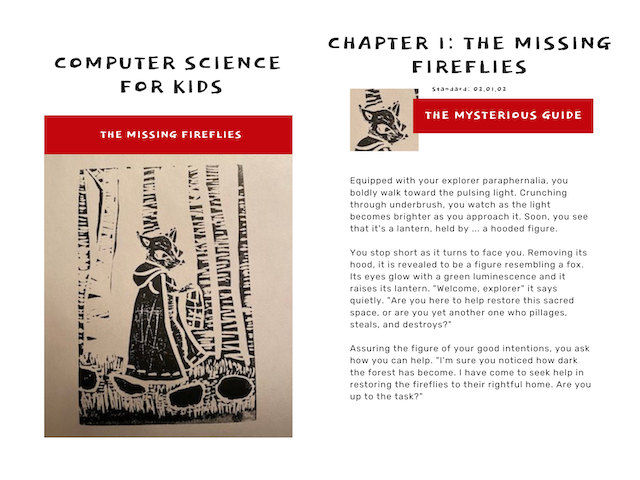 COMPUTER SCIENCE
FOR KIDS
THE MISSING FIREFLIES
CHAPTER 1: THE MISSING
FIREFLIES
Standard: 02.01.02
THE MYSTERIOUS GUIDE
Equipped with your explorer paraphernalia, you
boldly walk toward the pulsing light. Crunching
through underbrush, you watch as the light
becomes brighter as you approach it. Soon, you see
that it's a lantern, held by ... a hooded figure.
You stop short as it turns to face you. Removing its
hood, it is revealed to be a figure resembling a fox.
Its eyes glow with a green luminescence and it
raises its lantern. "Welcome, explorer" it says
quietly. "Are you here to help restore this sacred
space, or are you yet another one who pillages,
steals, and destroys?"
Assuring the figure of your good intentions, you ask
how you can help. "I'm sure you noticed how dark
the forest has become. I have come to seek help in
restoring the fireflies to their rightful home. Are you
up to the task?"